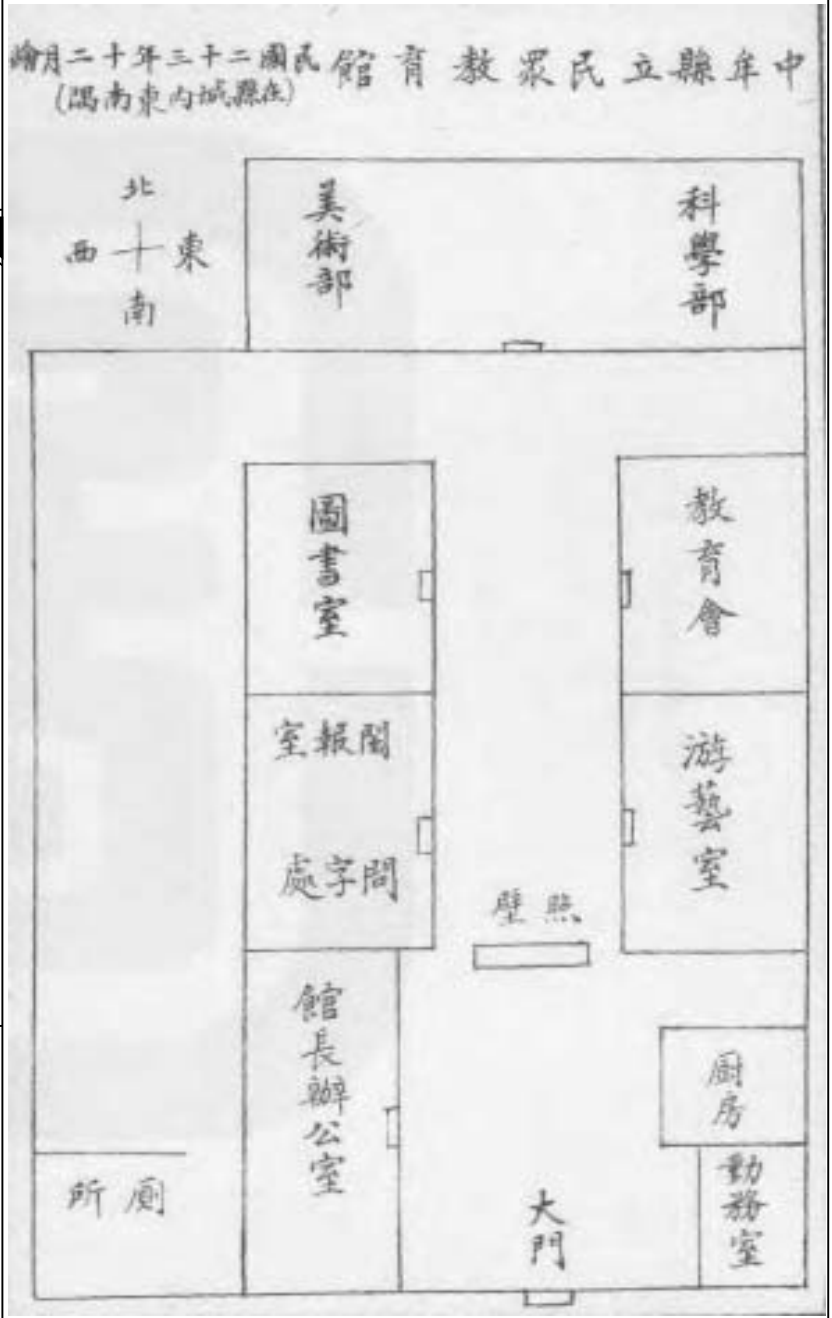 中牟縣立民眾教育館
民國二十三年十二月繪
(在縣城內東南隅)
北
西
東
南
科學部
美術部
教育會
圖書室
游藝室
閱報室
問字處
照壁
館長辦公室
厨房
勤務室
大門
厠所